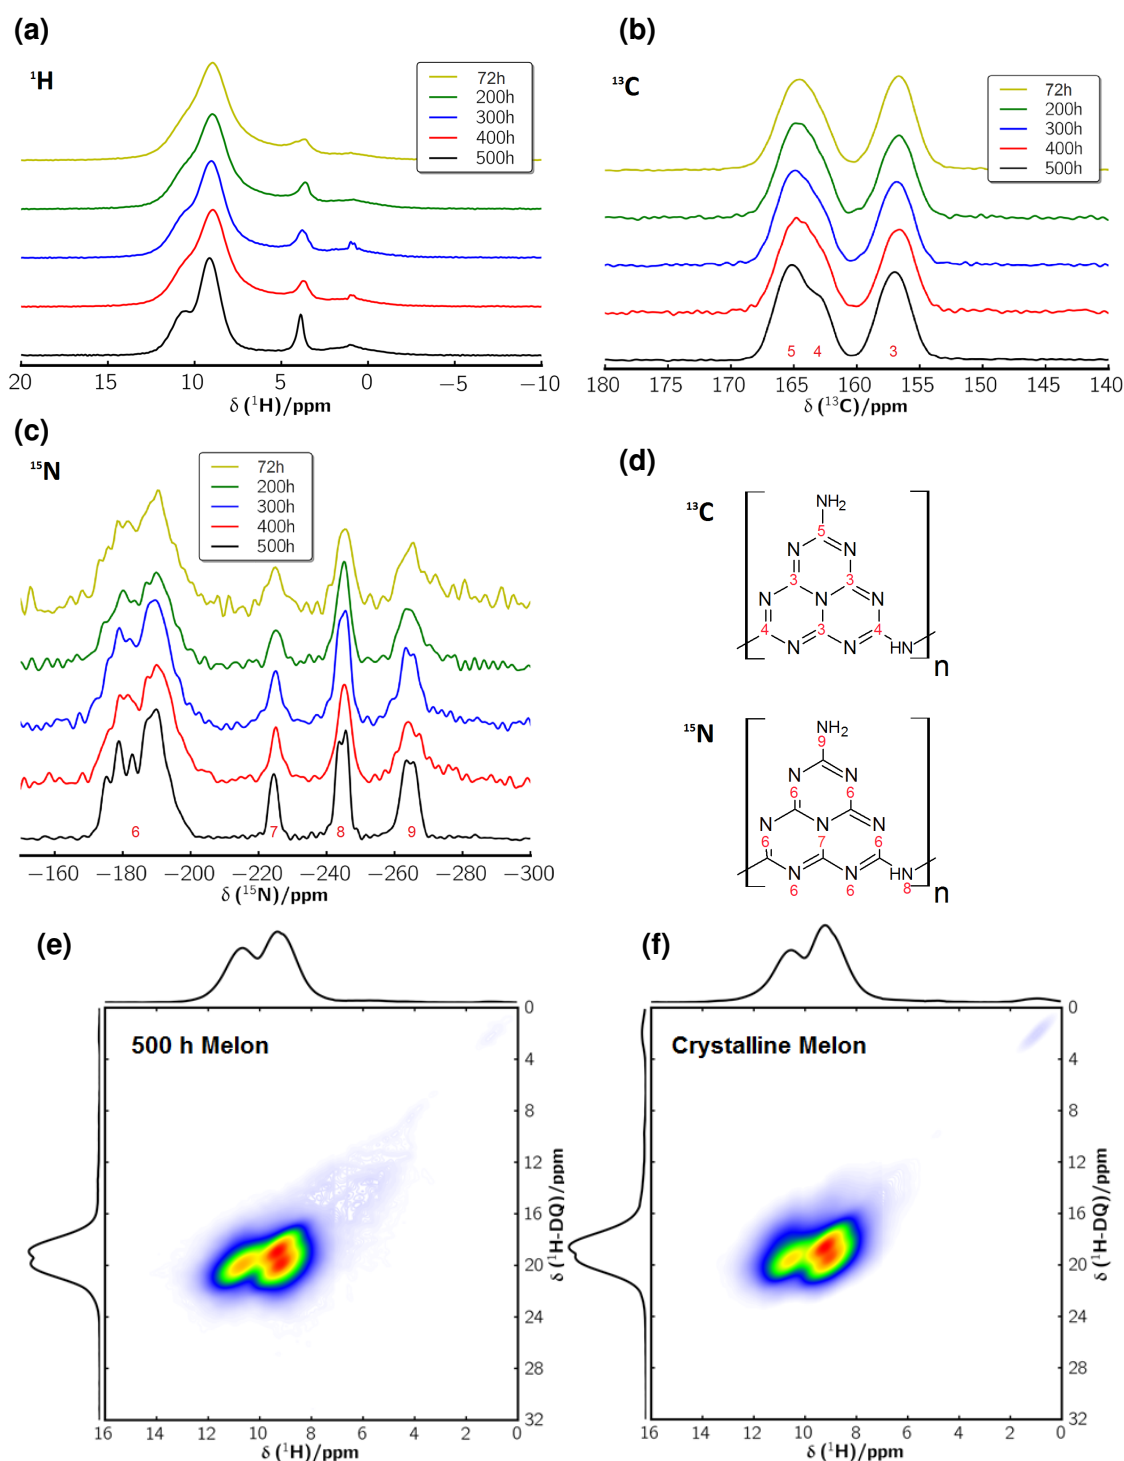 (a)
¹H
72h
200h
300h
400h
500h
20 15 10 5 0 −5 −10
δ (¹H)/ppm
(b)
¹³C
72h
200h
300h
400h
500h
5 4 3
180 175 170 165 160 155 150 145 140
δ (¹³C)/ppm
(c)
¹⁵N
72h
200h
300h
400h
500h
6 7 8 9
−160 −180 −200 −220 −240 −260 −280 −300
δ (¹⁵N)/ppm
(d)
¹³C
NH₂
5
N N
3 3
N N N
4 3 4
N N N HN
n
¹⁵N
NH₂
9
N N
6 6
N N N
6 7 6
N N HN
6 6 8
n
(e)
500 h Melon
0
4
8
12
16
20
24
28
32
δ (¹H-DQ)/ppm
16 14 12 10 8 6 4 2 0
δ (¹H)/ppm
(f)
Crystalline Melon
0
4
8
12
16
20
24
28
32
δ (¹H-DQ)/ppm
16 14 12 10 8 6 4 2 0
δ (¹H)/ppm